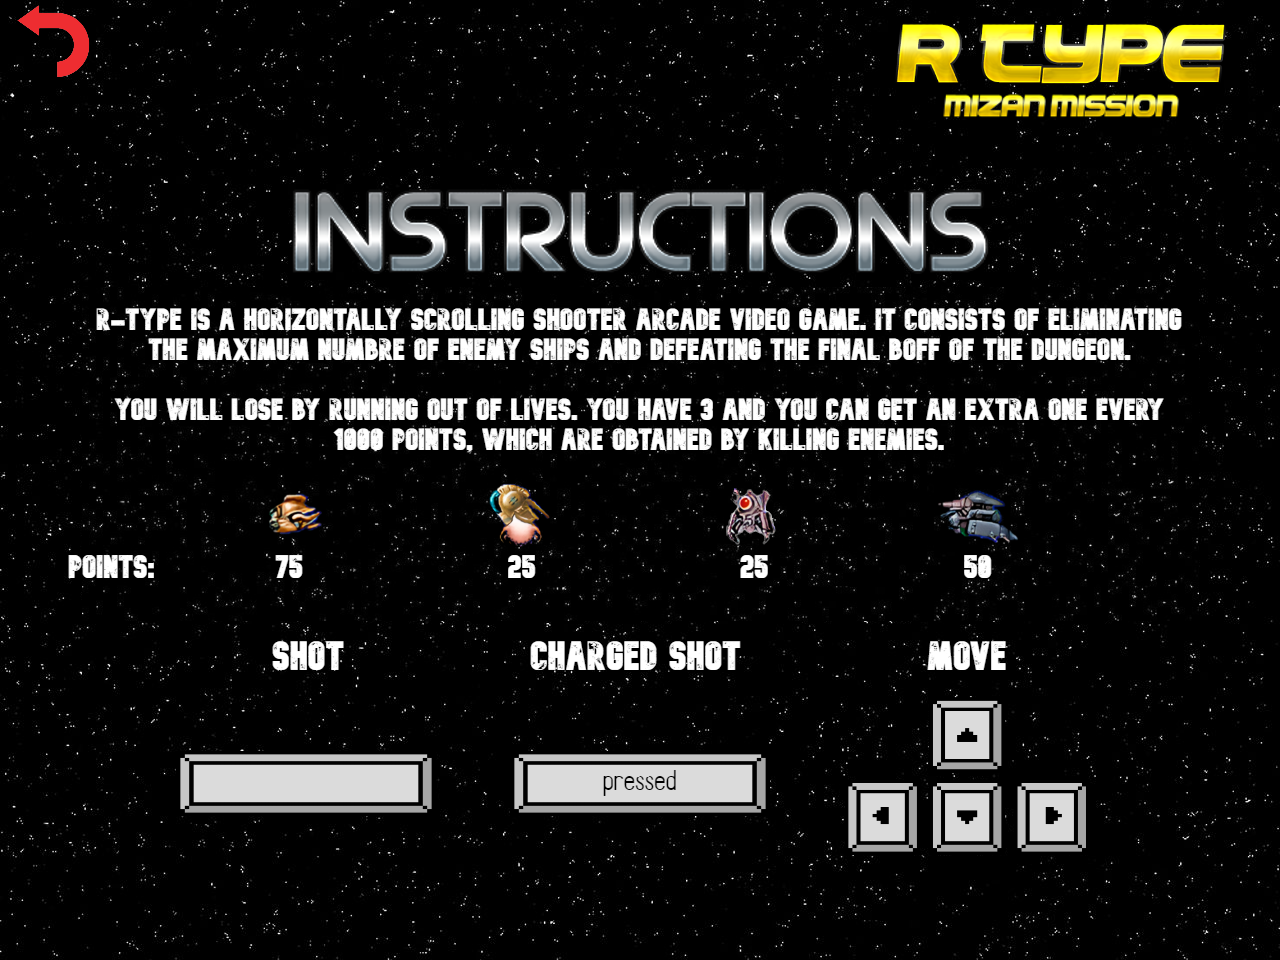 R TYPE
MIZAN MISSION
INSTRUCTIONS
R-TYPE IS A HORIZONTALLY SCROLLING SHOOTER ARCADE VIDEO GAME. IT CONSISTS OF ELIMINATING
THE MAXIMUM NUMBRE OF ENEMY SHIPS AND DEFEATING THE FINAL BOFF OF THE DUNGEON.
YOU WILL LOSE BY RUNNING OUT OF LIVES. YOU HAVE 3 AND YOU CAN GET AN EXTRA ONE EVERY
1000 POINTS, WHICH ARE OBTAINED BY KILLING ENEMIES.
POINTS: 75 25 25 50
SHOT CHARGED SHOT MOVE
pressed